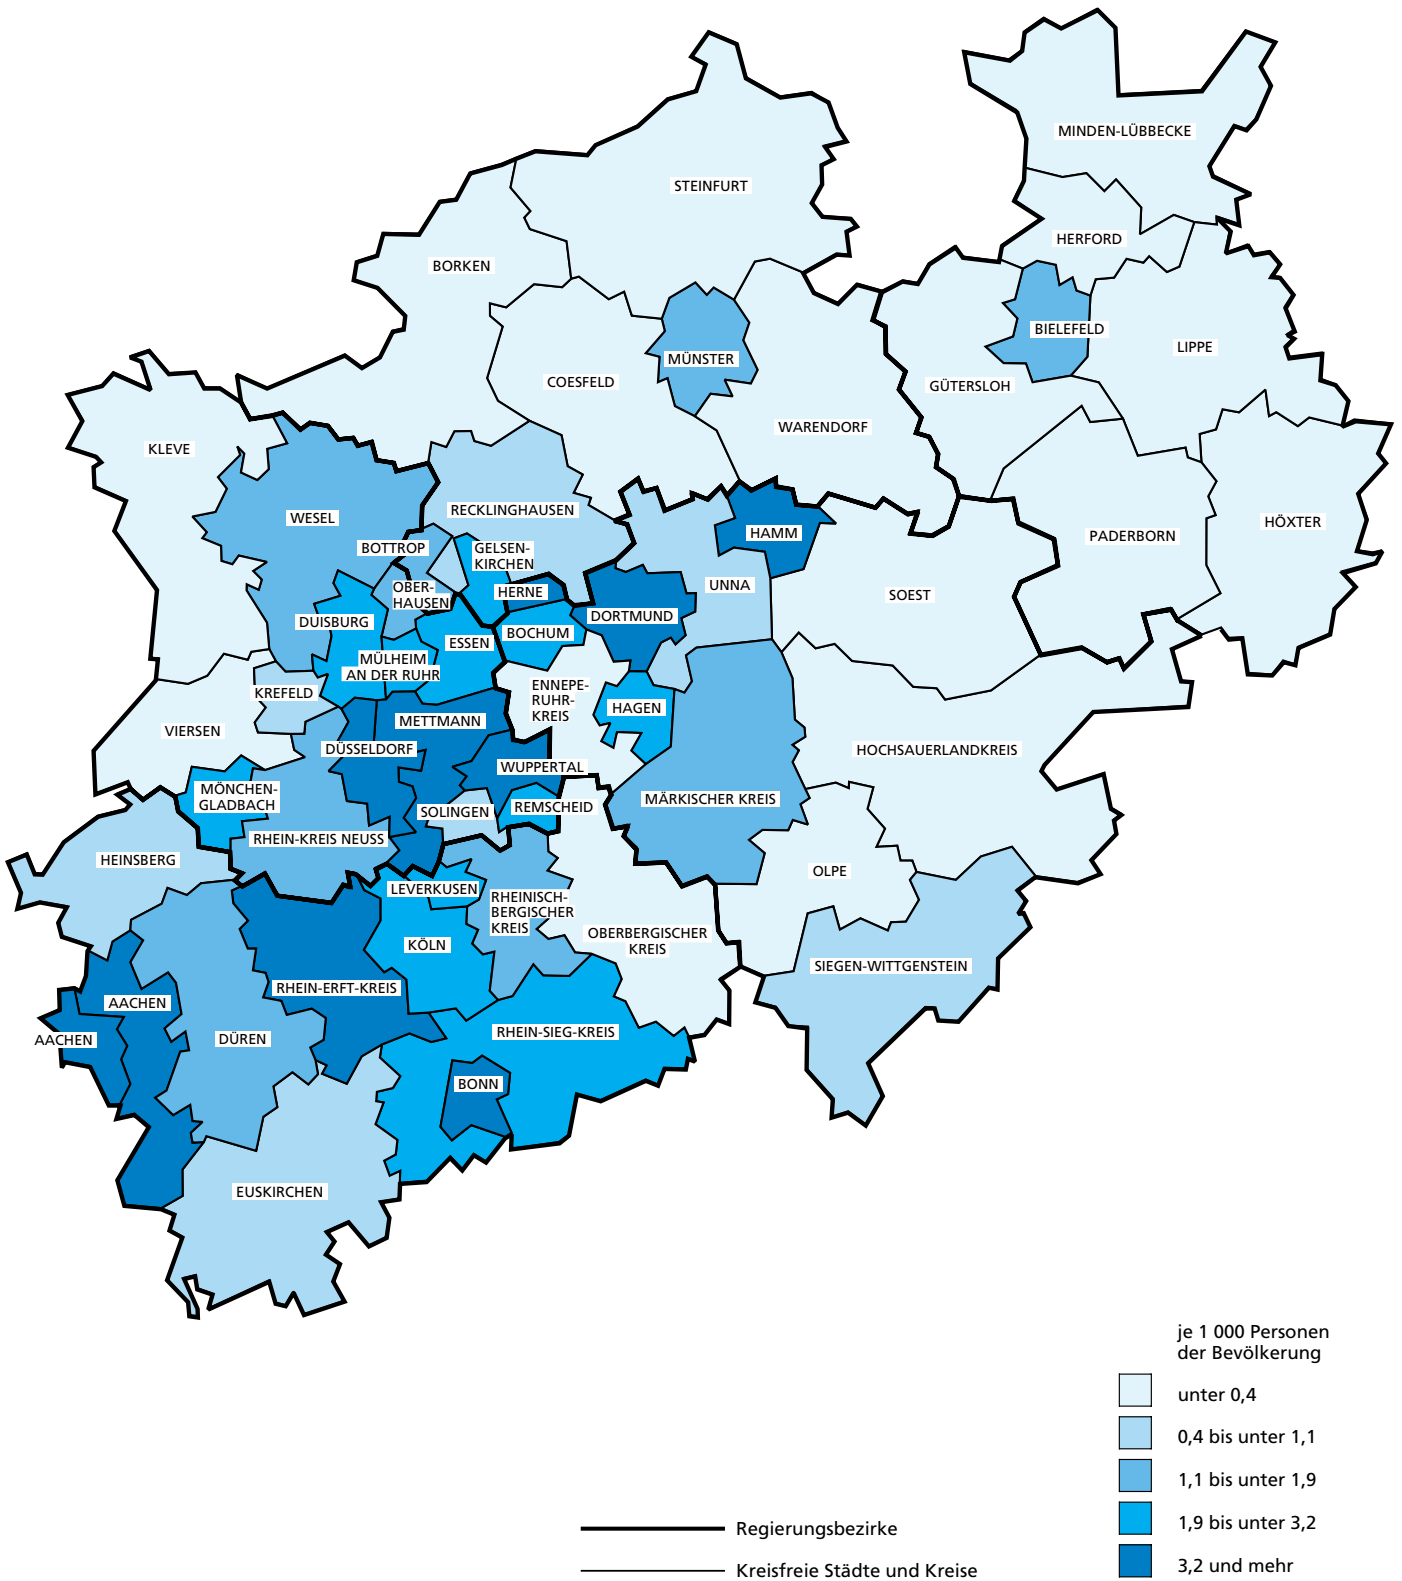 MINDEN-LÜBBECKE
STEINFURT
HERFORD
BORKEN
BIELEFELD
LIPPE
MÜNSTER
COESFELD
GÜTERSLOH
WARENDORF
KLEVE
RECKLINGHAUSEN
WESEL
HÖXTER
HAMM
PADERBORN
BOTTROP
GELSEN-
KIRCHEN
UNNA
OBER-
HAUSEN
HERNE
SOEST
DORTMUND
DUISBURG
BOCHUM
ESSEN
MÜLHEIM
AN DER RUHR
KREFELD
ENNEPE-
RUHR-
KREIS
HAGEN
METTMANN
VIERSEN
DÜSSELDORF
HOCHSAUERLANDKREIS
WUPPERTAL
MÖNCHEN-
GLADBACH
MÄRKISCHER KREIS
REMSCHEID
SOLINGEN
RHEIN-KREIS NEUSS
HEINSBERG
OLPE
LEVERKUSEN
RHEINISCH-
BERGISCHER
KREIS
OBERBERGISCHER
KREIS
KÖLN
SIEGEN-WITTGENSTEIN
RHEIN-ERFT-KREIS
AACHEN
RHEIN-SIEG-KREIS
AACHEN
DÜREN
BONN
EUSKIRCHEN
je 1 000 Personen
der Bevölkerung
unter 0,4
0,4 bis unter 1,1
1,1 bis unter 1,9
1,9 bis unter 3,2
3,2 und mehr
Regierungsbezirke
Kreisfreie Städte und Kreise